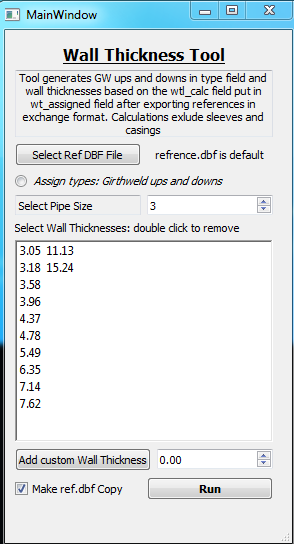 MainWindow
Wall Thickness Tool
Tool generates GW ups and downs in type field and
wall thicknesses based on the wtl_calc field put in
wt_assigned field after exporting references in
exchange format. Calculations exlude sleeves and
casings
Select Ref DBF File refrence.dbf is default
Assign types: Girthweld ups and downs
Select Pipe Size 3
Select Wall Thicknesses: double click to remove
3.05 11.13
3.18 15.24
3.58
3.96
4.37
4.78
5.49
6.35
7.14
7.62
Add custom Wall Thickness 0.00
Make ref.dbf Copy Run